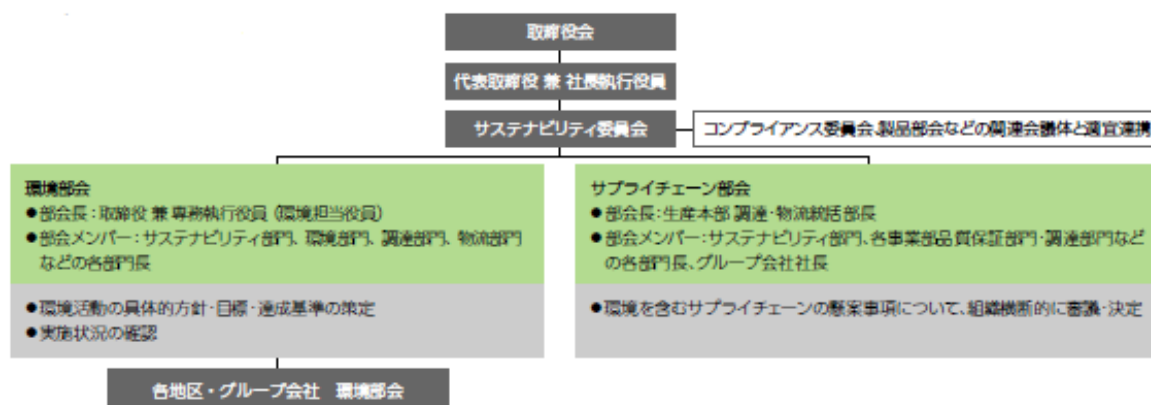 取締役会
代表取締役 兼 社長執行役員
サステナビリティ委員会
コンプライアンス委員会、製品部会などの関連会議体と適宜連携
環境部会
●部会長：取締役 兼 専務執行役員（環境担当役員）
●部会メンバー：サステナビリティ部門、環境部門、調達部門、物流部門
などの各部門長
サプライチェーン部会
●部会長：生産本部 調達・物流統括部長
●部会メンバー：サステナビリティ部門、各事業部品質保証部門・調達部門など
の各部門長、グループ会社社長
●環境活動の具体的方針・目標・達成基準の策定
●実施状況の確認
●環境を含むサプライチェーンの懸案事項について、組織横断的に審議・決定
各地区・グループ会社　環境部会